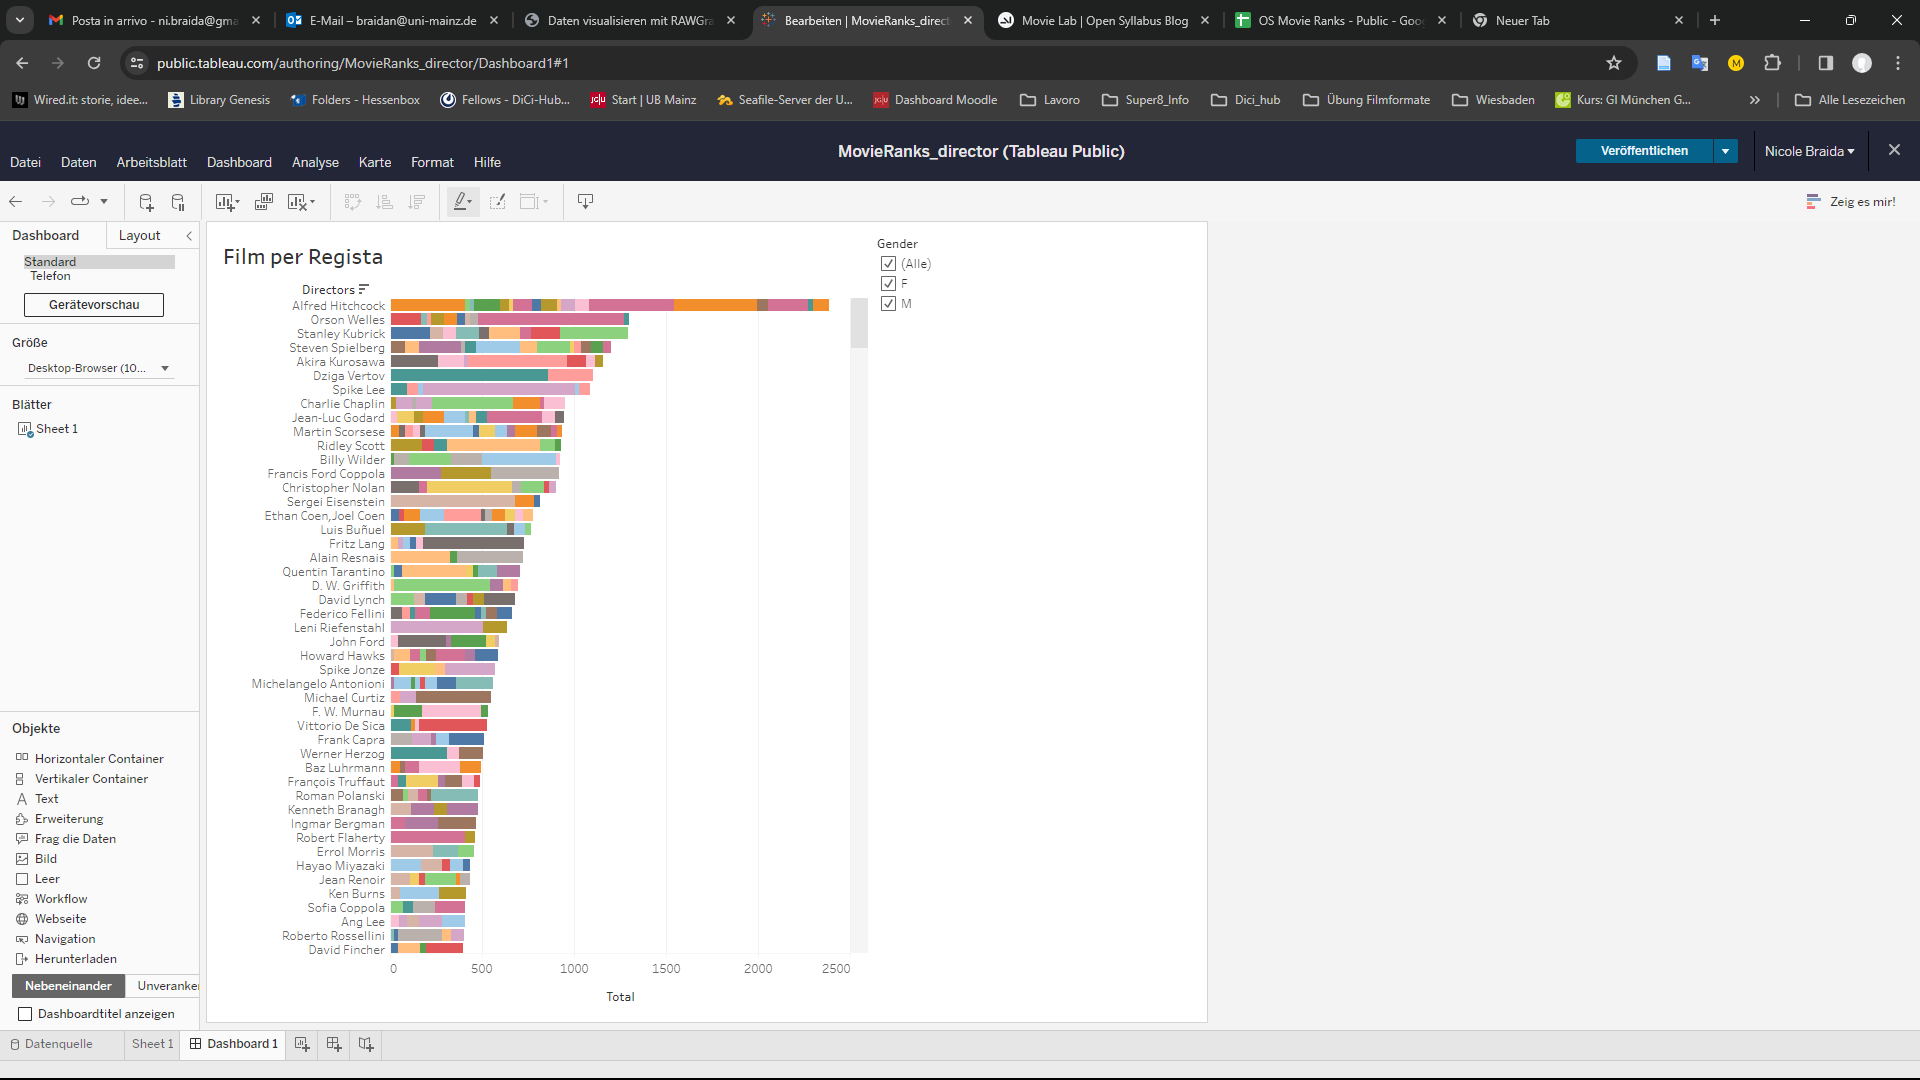 Posta in arrivo - ni.braida@gma
E-Mail – braidan@uni-mainz.de
Daten visualisieren mit RAWGra
Bearbeiten | MovieRanks_direct
Movie Lab | Open Syllabus Blog
OS Movie Ranks - Public - Goo
Neuer Tab
public.tableau.com/authoring/MovieRanks_director/Dashboard1#1
Wired.it: storie, idee...
Library Genesis
Folders - Hessenbox
Fellows - DiCi-Hub...
Start | UB Mainz
Seafile-Server der U...
Dashboard Moodle
Lavoro
Super8_Info
Dici_hub
Übung Filmformate
Wiesbaden
Kurs: GI München G...
Alle Lesezeichen
MovieRanks_director (Tableau Public)
Veröffentlichen
Nicole Braida
Datei
Daten
Arbeitsblatt
Dashboard
Analyse
Karte
Format
Hilfe
Zeig es mir!
Dashboard
Layout
Standard
Telefon
Gerätevorschau
Größe
Desktop-Browser (10...
Blätter
Sheet 1
Objekte
Horizontaler Container
Vertikaler Container
Text
Erweiterung
Frag die Daten
Bild
Leer
Workflow
Webseite
Navigation
Herunterladen
Nebeneinander
Unveranker
Dashboardtitel anzeigen
Film per Regista
Directors
Alfred Hitchcock
Orson Welles
Stanley Kubrick
Steven Spielberg
Akira Kurosawa
Dziga Vertov
Spike Lee
Charlie Chaplin
Jean-Luc Godard
Martin Scorsese
Ridley Scott
Billy Wilder
Francis Ford Coppola
Christopher Nolan
Sergei Eisenstein
Ethan Coen,Joel Coen
Luis Buñuel
Fritz Lang
Alain Resnais
Quentin Tarantino
D. W. Griffith
David Lynch
Federico Fellini
Leni Riefenstahl
John Ford
Howard Hawks
Spike Jonze
Michelangelo Antonioni
Michael Curtiz
F. W. Murnau
Vittorio De Sica
Frank Capra
Werner Herzog
Baz Luhrmann
François Truffaut
Roman Polanski
Kenneth Branagh
Ingmar Bergman
Robert Flaherty
Errol Morris
Hayao Miyazaki
Jean Renoir
Ken Burns
Sofia Coppola
Ang Lee
Roberto Rossellini
David Fincher
0 500 1000 1500 2000 2500
Total
Gender
(Alle)
F
M
Datenquelle
Sheet 1
Dashboard 1